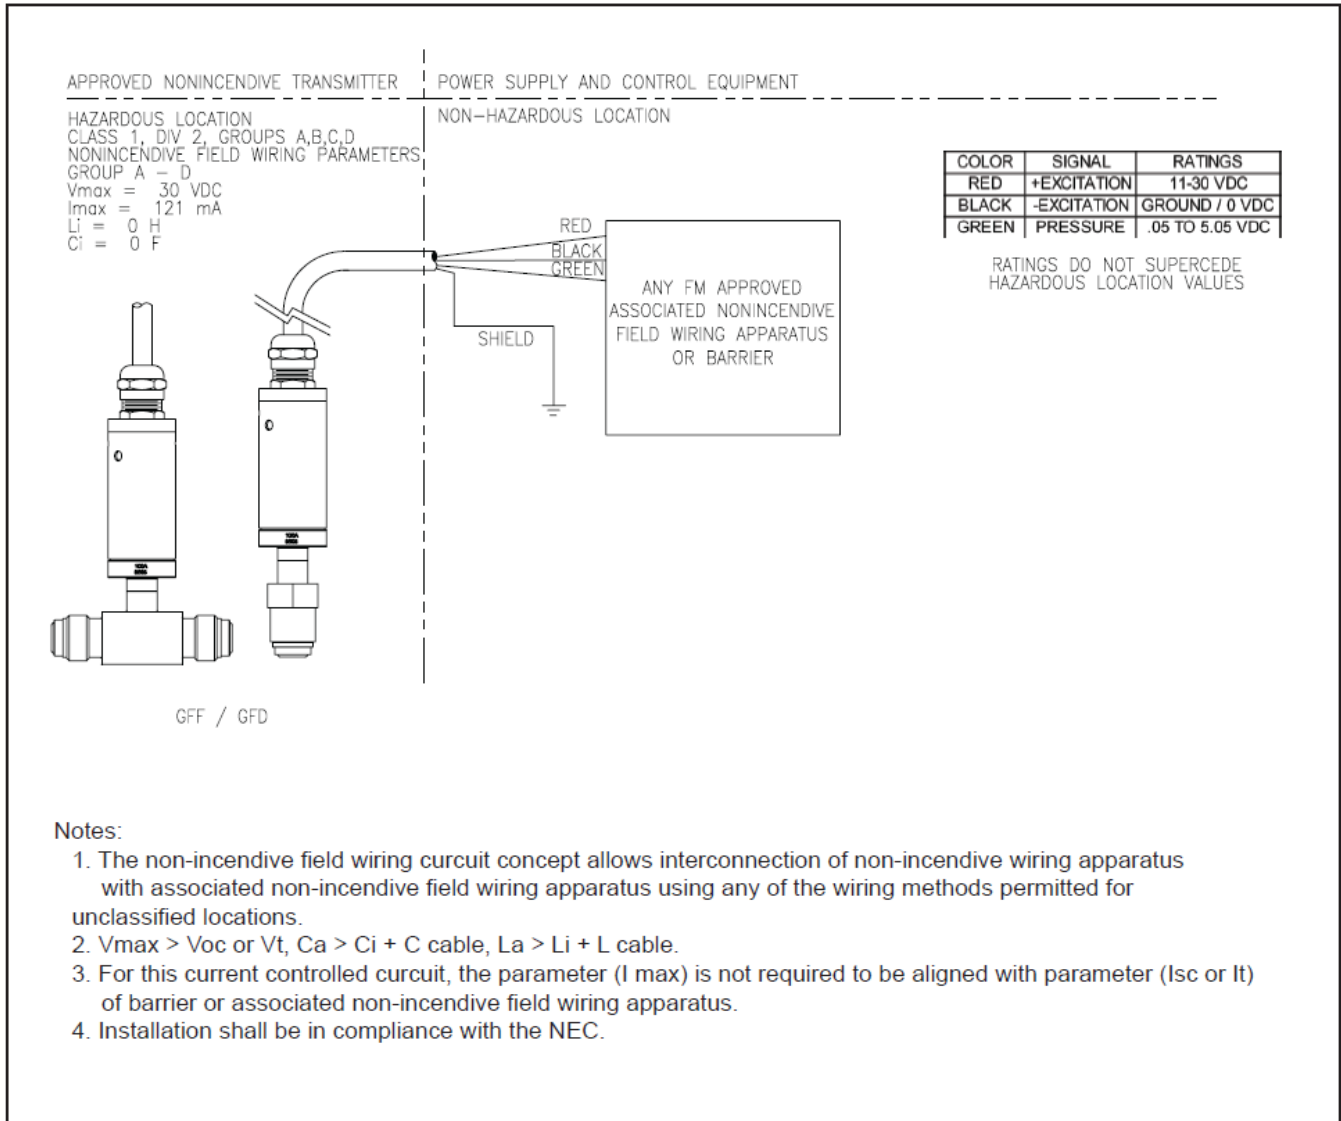 APPROVED NONINCENDIVE TRANSMITTER
POWER SUPPLY AND CONTROL EQUIPMENT
HAZARDOUS LOCATION
CLASS 1, DIV 2, GROUPS A,B,C,D
NONINCENDIVE FIELD WIRING PARAMETERS
GROUP A – D
Vmax = 30 VDC
Imax = 121 mA
Li = 0 H
Ci = 0 F
NON–HAZARDOUS LOCATION
COLOR SIGNAL RATINGS
RED +EXCITATION 11-30 VDC
BLACK -EXCITATION GROUND / 0 VDC
GREEN PRESSURE .05 TO 5.05 VDC
RATINGS DO NOT SUPERCEDE
HAZARDOUS LOCATION VALUES
RED
BLACK
GREEN
SHIELD
ANY FM APPROVED
ASSOCIATED NONINCENDIVE
FIELD WIRING APPARATUS
OR BARRIER
GFF / GFD
Notes:
1. The non-incendive field wiring curcuit concept allows interconnection of non-incendive wiring apparatus
with associated non-incendive field wiring apparatus using any of the wiring methods permitted for
unclassified locations.
2. Vmax > Voc or Vt, Ca > Ci + C cable, La > Li + L cable.
3. For this current controlled curcuit, the parameter (I max) is not required to be aligned with parameter (Isc or It)
of barrier or associated non-incendive field wiring apparatus.
4. Installation shall be in compliance with the NEC.